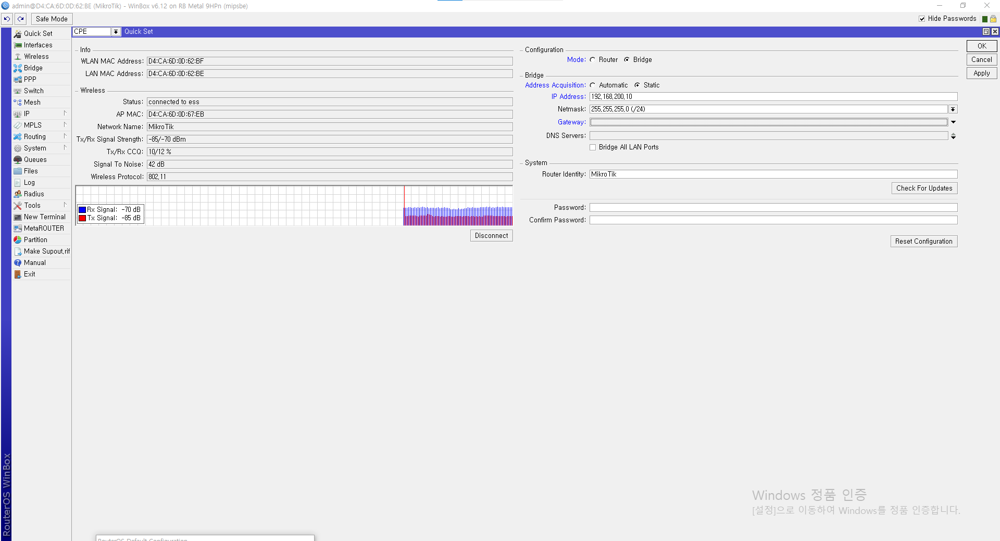 admin@D4:CA:6D:0D:62:BE (MikroTik) - WinBox v6.12 on RB Metal 9HPn (mipsbe)
Safe Mode
Hide Passwords
CPE
Quick Set
Quick Set
Interfaces
Wireless
Bridge
PPP
Switch
Mesh
IP
MPLS
Routing
System
Queues
Files
Log
Radius
Tools
New Terminal
MetaROUTER
Partition
Make Supout.rif
Manual
Exit
RouterOS WinBox
Info
WLAN MAC Address: D4:CA:6D:0D:62:BF
LAN MAC Address: D4:CA:6D:0D:62:BE
Wireless
Status: connected to ess
AP MAC: D4:CA:6D:0D:67:EB
Network Name: MikroTik
Tx/Rx Signal Strength: -85/-70 dBm
Tx/Rx CCQ: 10/12 %
Signal To Noise: 42 dB
Wireless Protocol: 802.11
Rx Signal: -70 dB
Tx Signal: -85 dB
Disconnect
Configuration
Mode: Router Bridge
Bridge
Address Acquisition: Automatic Static
IP Address: 192.168.200.10
Netmask: 255.255.255.0 (/24)
Gateway:
DNS Servers:
Bridge All LAN Ports
System
Router Identity: MikroTik
Check For Updates
Password:
Confirm Password:
Reset Configuration
OK
Cancel
Apply
Windows 정품 인증
[설정]으로 이동하여 Windows를 정품 인증합니다.
RouterOS Default Configuration